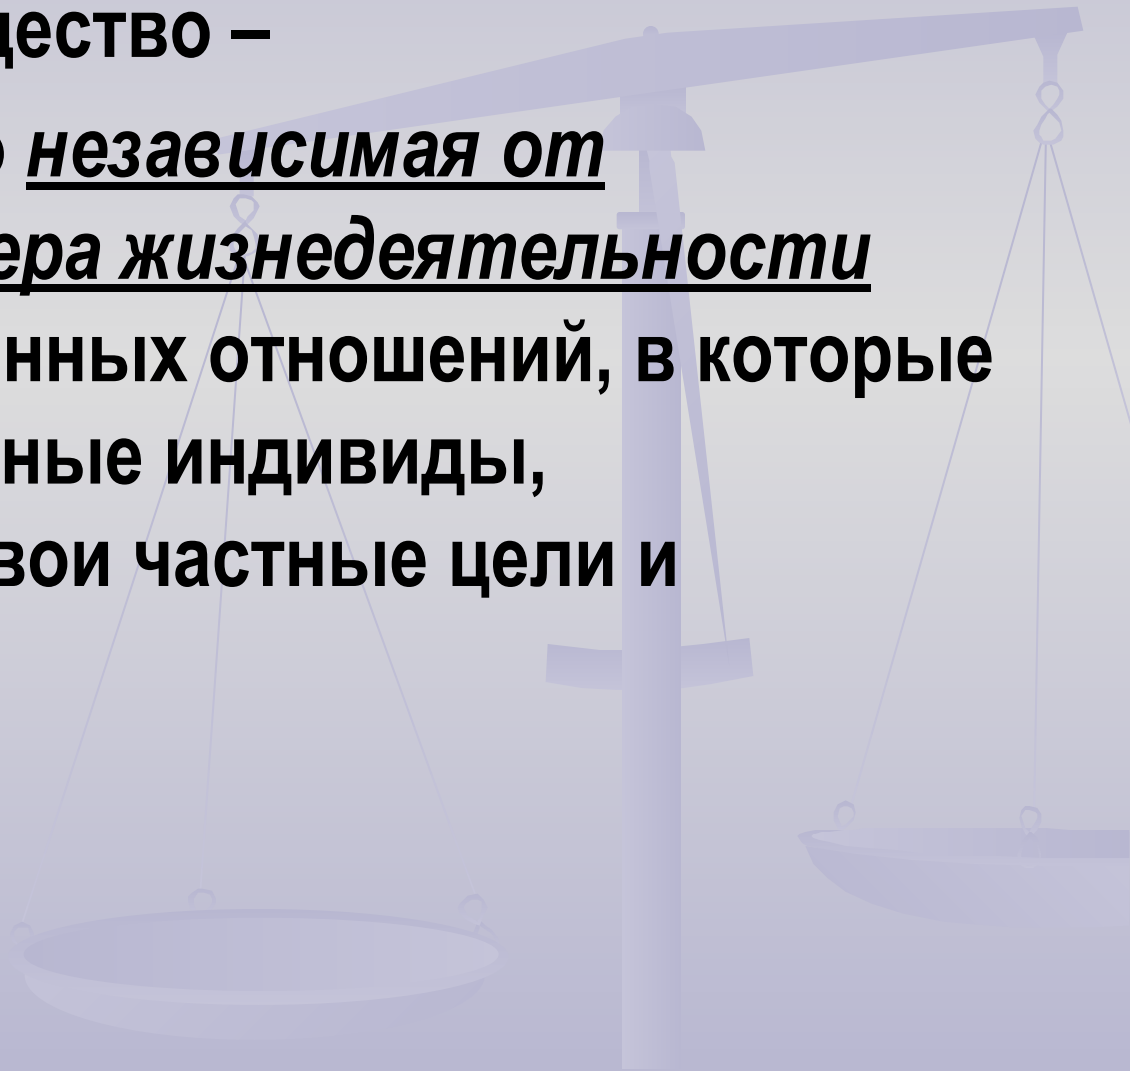 щество –
о независимая от
ера жизнедеятельности
нных отношений, в которые
ные индивиды,
вои частные цели и